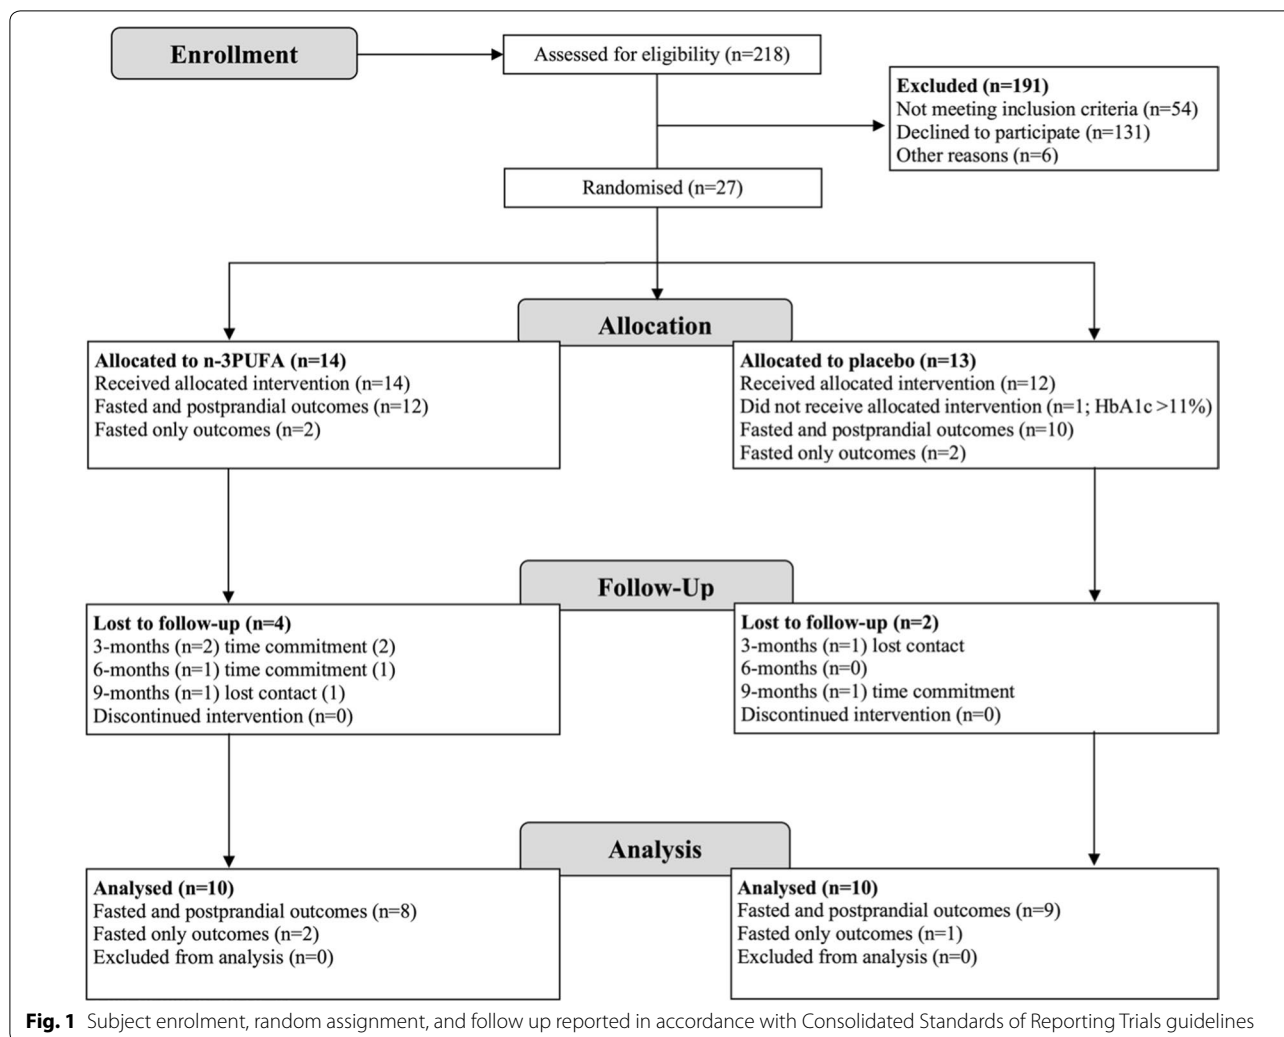 Enrollment
Assessed for eligibility (n=218)
Excluded (n=191)
Not meeting inclusion criteria (n=54)
Declined to participate (n=131)
Other reasons (n=6)
Randomised (n=27)
Allocation
Allocated to n-3PUFA (n=14)
Received allocated intervention (n=14)
Fasted and postprandial outcomes (n=12)
Fasted only outcomes (n=2)
Allocated to placebo (n=13)
Received allocated intervention (n=12)
Did not receive allocated intervention (n=1; HbA1c >11%)
Fasted and postprandial outcomes (n=10)
Fasted only outcomes (n=2)
Follow-Up
Lost to follow-up (n=4)
3-months (n=2) time commitment (2)
6-months (n=1) time commitment (1)
9-months (n=1) lost contact (1)
Discontinued intervention (n=0)
Lost to follow-up (n=2)
3-months (n=1) lost contact
6-months (n=0)
9-months (n=1) time commitment
Discontinued intervention (n=0)
Analysis
Analysed (n=10)
Fasted and postprandial outcomes (n=8)
Fasted only outcomes (n=2)
Excluded from analysis (n=0)
Analysed (n=10)
Fasted and postprandial outcomes (n=9)
Fasted only outcomes (n=1)
Excluded from analysis (n=0)
Fig. 1 Subject enrolment, random assignment, and follow up reported in accordance with Consolidated Standards of Reporting Trials guidelines